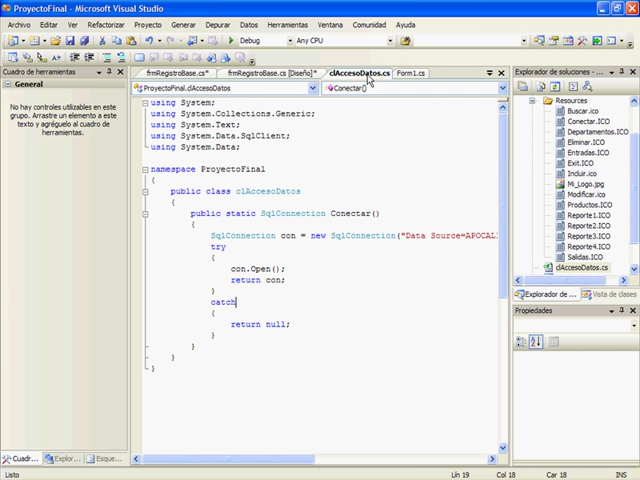 ProyectoFinal - Microsoft Visual Studio
Archivo Editar Ver Refactorizar Proyecto Generar Depurar Datos Herramientas Ventana Comunidad Ayuda
Debug Any CPU
Cuadro de herramientas
General
No hay controles utilizables en este
grupo. Arrastre un elemento a este
texto y agréguelo al cuadro de
herramientas.
Cuadr... Explor... Esque...
frmRegistroBase.cs* frmRegistroBase.cs [Diseño]* clAccesoDatos.cs Form1.cs
ProyectoFinal.clAccesoDatos Conectar()
using System;
using System.Collections.Generic;
using System.Text;
using System.Data.SqlClient;
using System.Data;
namespace ProyectoFinal
{
public class clAccesoDatos
{
public static SqlConnection Conectar()
{
SqlConnection con = new SqlConnection("Data Source=APOCAL
try
{
con.Open();
return con;
}
catch
{
return null;
}
}
}
}
Explorador de soluciones
Resources
Buscar.ico
Conectar.ICO
Departamentos.ICO
Eliminar.ICO
Entradas.ICO
Exit.ICO
Incluir.ico
Mi_Logo.jpg
Modificar.ico
Productos.ICO
Reporte1.ICO
Reporte2.ICO
Reporte3.ICO
Reporte4.ICO
Salidas.ICO
clAccesoDatos.cs
Explorador de ... Vista de clases
Propiedades
Listo Lín 19 Col 18 Car 18 INS